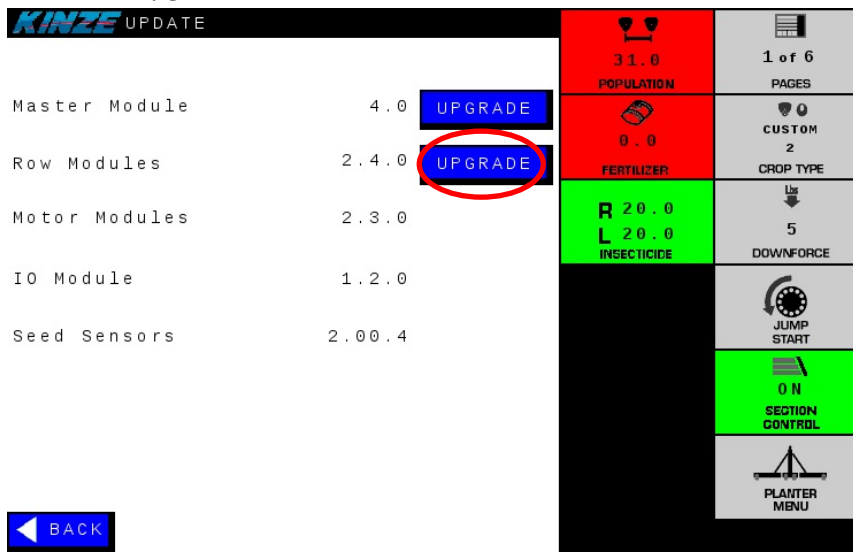 KINZE UPDATE
Master Module 4.0 UPGRADE
Row Modules 2.4.0 UPGRADE
Motor Modules 2.3.0
IO Module 1.2.0
Seed Sensors 2.00.4
BACK
31.0
POPULATION
0.0
FERTILIZER
R 20.0
L 20.0
INSECTICIDE
1 of 6
PAGES
CUSTOM
2
CROP TYPE
Lbs
5
DOWNFORCE
JUMP
START
ON
SECTION
CONTROL
PLANTER
MENU